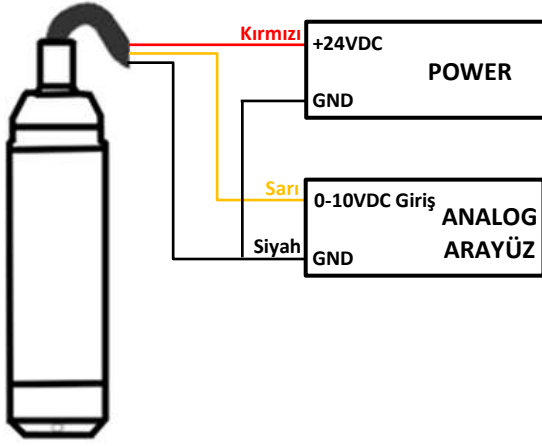 Kırmızı
+24VDC
POWER
GND
Sarı
0-10VDC Giriş
ANALOG
ARAYÜZ
Siyah
GND